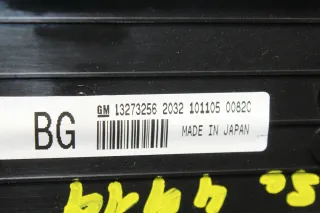 GM 13273256 2032 101105 0082C
BG
MADE IN JAPAN